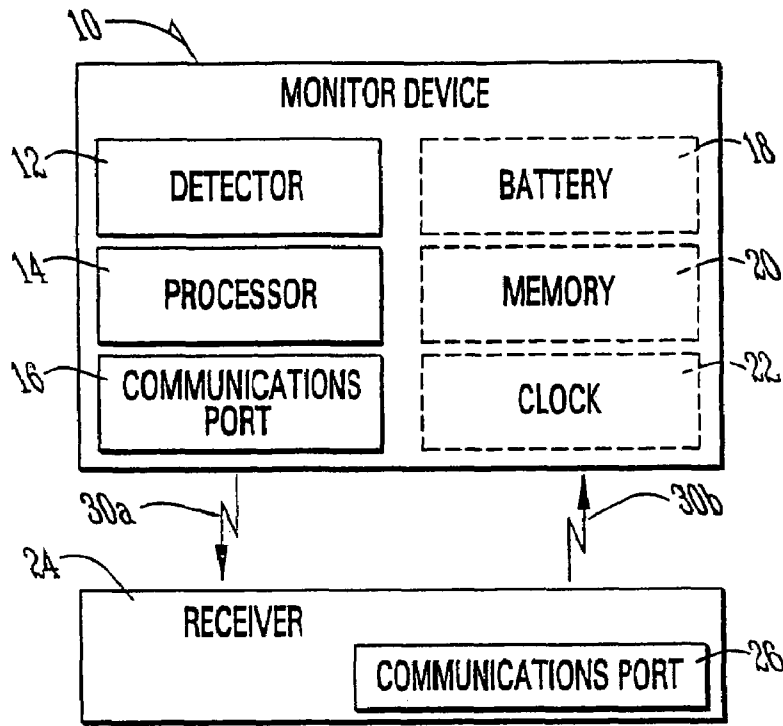 10
MONITOR DEVICE
12
DETECTOR
BATTERY
18
14
PROCESSOR
MEMORY
20
16
COMMUNICATIONS
PORT
CLOCK
22
30a
30b
24
RECEIVER
COMMUNICATIONS PORT
26